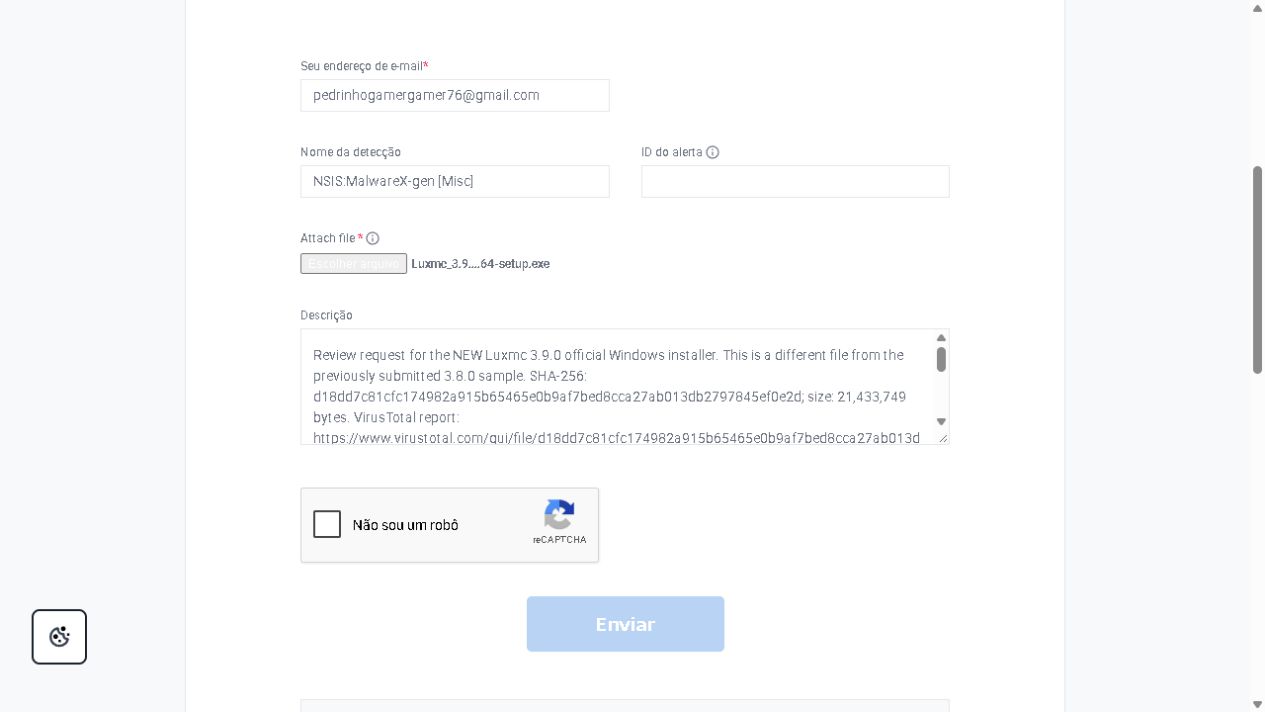 Seu endereço de e-mail*
pedrinhogamergamer76@gmail.com
Nome da detecção
ID do alerta
NSIS:MalwareX-gen [Misc]
Attach file *
Escolher arquivo Luxmc_3.9....64-setup.exe
Descrição
Review request for the NEW Luxmc 3.9.0 official Windows installer. This is a different file from the
previously submitted 3.8.0 sample. SHA-256:
d18dd7c81cfc174982a915b65465e0b9af7bed8cca27ab013db2797845ef0e2d; size: 21,433,749
bytes. VirusTotal report:
https://www.virustotal.com/gui/file/d18dd7c81cfc174982a915b65465e0b9af7bed8cca27ab013d
Não sou um robô
reCAPTCHA
Enviar